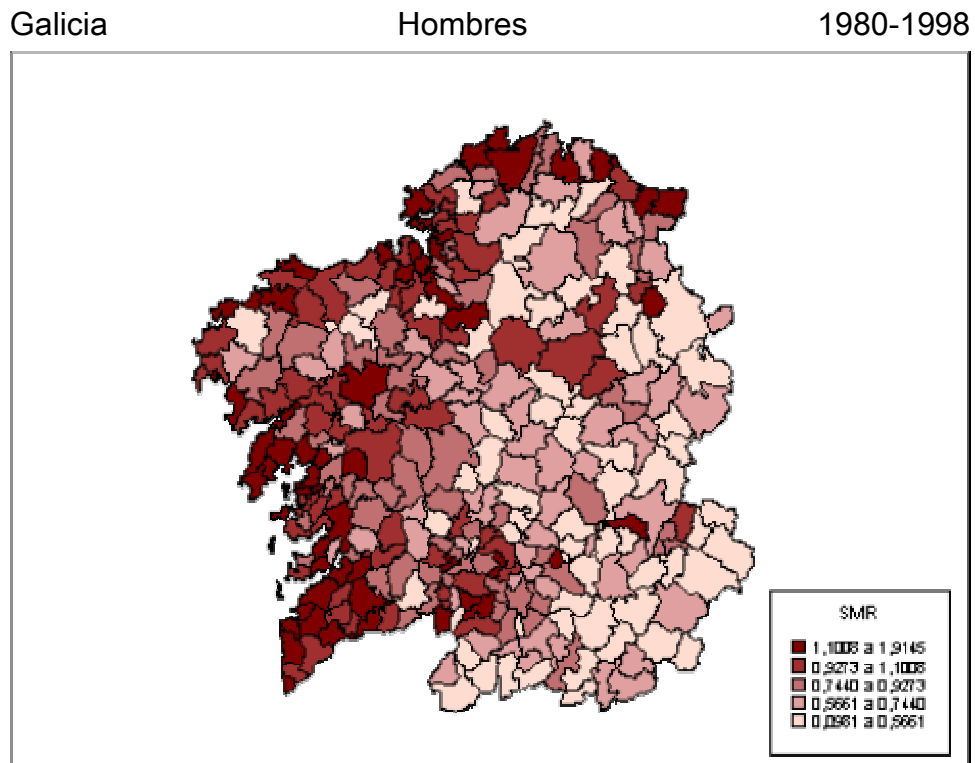 Galicia Hombres 1980-1998
SMR
1,1008 a 1,9145
0,9273 a 1,1008
0,7440 a 0,9273
0,5661 a 0,7440
0,0981 a 0,5661